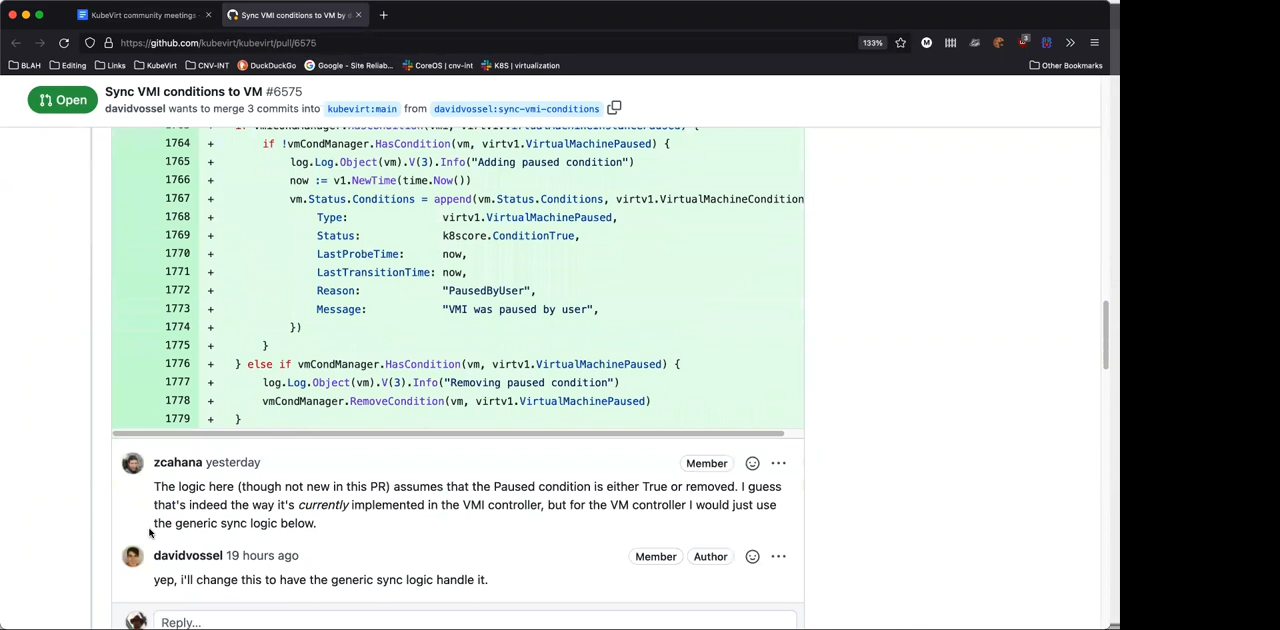 KubeVirt community meetings
Sync VMI conditions to VM by
https://github.com/kubevirt/kubevirt/pull/6575
133%
3
BLAH Editing Links KubeVirt CNV-INT DuckDuckGo Google - Site Reliab... CoreOS | cnv-int K8S | virtualization Other Bookmarks
Open
Sync VMI conditions to VM #6575
davidvossel wants to merge 3 commits into kubevirt:main from davidvossel:sync-vmi-conditions
1764 + if !vmCondManager.HasCondition(vm, virtv1.VirtualMachinePaused) {
1765 + log.Log.Object(vm).V(3).Info("Adding paused condition")
1766 + now := v1.NewTime(time.Now())
1767 + vm.Status.Conditions = append(vm.Status.Conditions, virtv1.VirtualMachineCondition
1768 + Type: virtv1.VirtualMachinePaused,
1769 + Status: k8score.ConditionTrue,
1770 + LastProbeTime: now,
1771 + LastTransitionTime: now,
1772 + Reason: "PausedByUser",
1773 + Message: "VMI was paused by user",
1774 + })
1775 + }
1776 + } else if vmCondManager.HasCondition(vm, virtv1.VirtualMachinePaused) {
1777 + log.Log.Object(vm).V(3).Info("Removing paused condition")
1778 + vmCondManager.RemoveCondition(vm, virtv1.VirtualMachinePaused)
1779 + }
zcahana yesterday
Member
The logic here (though not new in this PR) assumes that the Paused condition is either True or removed. I guess
that's indeed the way it's currently implemented in the VMI controller, but for the VM controller I would just use
the generic sync logic below.
davidvossel 19 hours ago
Member Author
yep, i'll change this to have the generic sync logic handle it.
Reply...